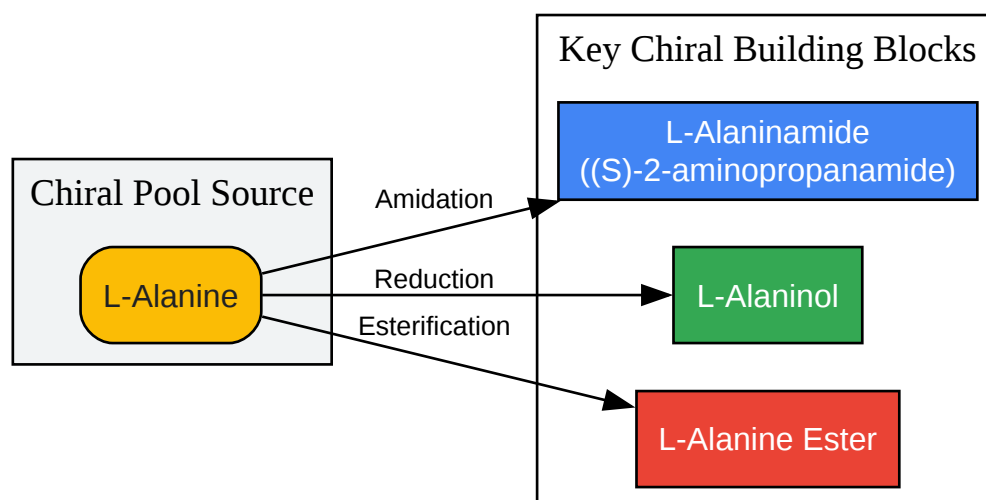 Key Chiral Building Blocks
L-Alaninamide
((S)-2-aminopropanamide)
Chiral Pool Source
Amidation
L-Alanine
Reduction
L-Alaninol
Esterification
L-Alanine Ester